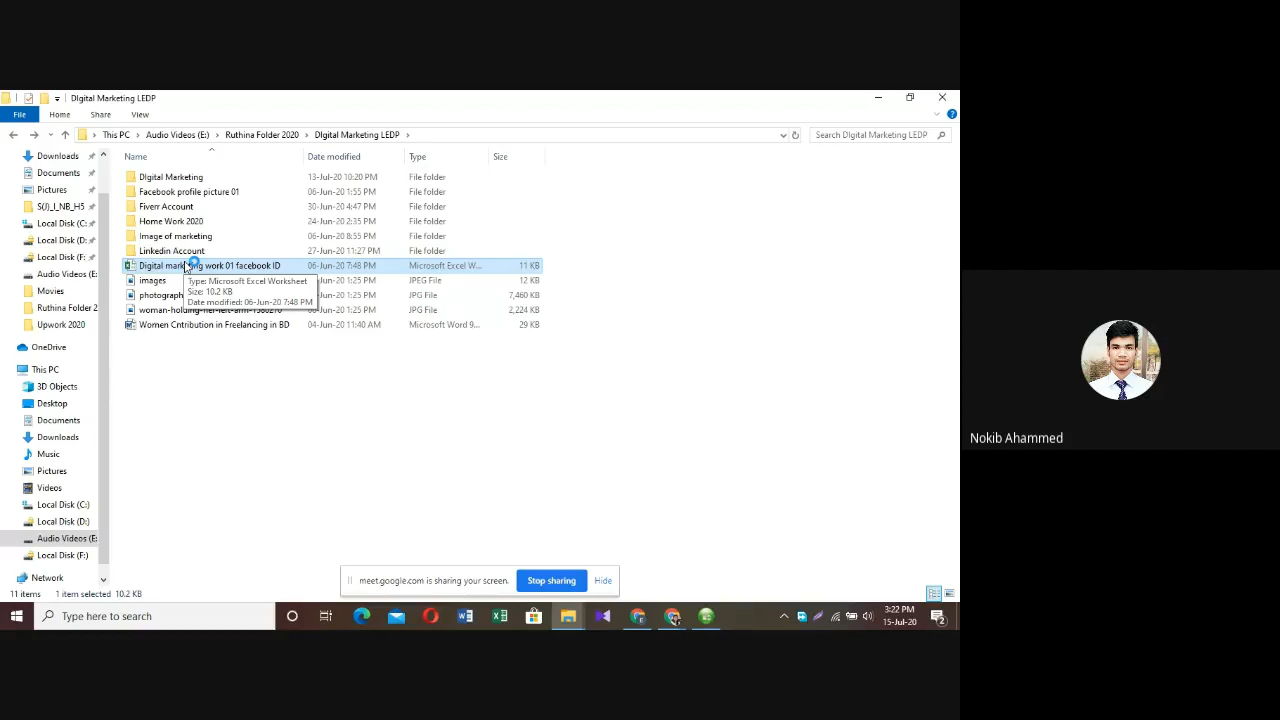 DIgital Marketing LEDP
File Home Share View
This PC Audio Videos (E:) Ruthina Folder 2020 DIgital Marketing LEDP
Search DIgital Marketing LEDP
Name Date modified Type Size
Downloads
Documents
Pictures
S(J)_I_NB_H5
Local Disk (C:
Local Disk (D:
Local Disk (F:
Audio Videos (E:
Movies
Ruthina Folder 2
Upwork 2020
OneDrive
This PC
3D Objects
Desktop
Documents
Downloads
Music
Pictures
Videos
Local Disk (C:)
Local Disk (D:)
Audio Videos (E:
Local Disk (F:)
Network
DIgital Marketing 13-Jul-20 10:20 PM File folder
Facebook profile picture 01 06-Jun-20 1:55 PM File folder
Fiverr Account 30-Jun-20 4:47 PM File folder
Home Work 2020 24-Jun-20 2:35 PM File folder
Image of marketing 06-Jun-20 8:55 PM File folder
Linkedin Account 27-Jun-20 11:27 PM File folder
Digital marketing work 01 facebook ID 06-Jun-20 7:48 PM Microsoft Excel W... 11 KB
images 1:25 PM JPEG File 12 KB
photograph 1:25 PM JPG File 7,460 KB
1:25 PM JPG File 2,224 KB
Women Cntribution in Freelancing in BD 04-Jun-20 11:40 AM Microsoft Word 9... 29 KB
Type: Microsoft Excel Worksheet
Size: 10.2 KB
Date modified: 06-Jun-20 7:48 PM
meet.google.com is sharing your screen. Stop sharing Hide
11 items 1 item selected 10.2 KB
Type here to search
3:22 PM
15-Jul-20
2
Nokib Ahammed